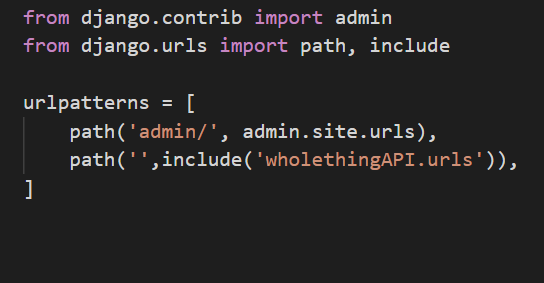 from django.contrib import admin
from django.urls import path, include
urlpatterns = [
    path('admin/', admin.site.urls),
    path('',include('wholethingAPI.urls')),
]